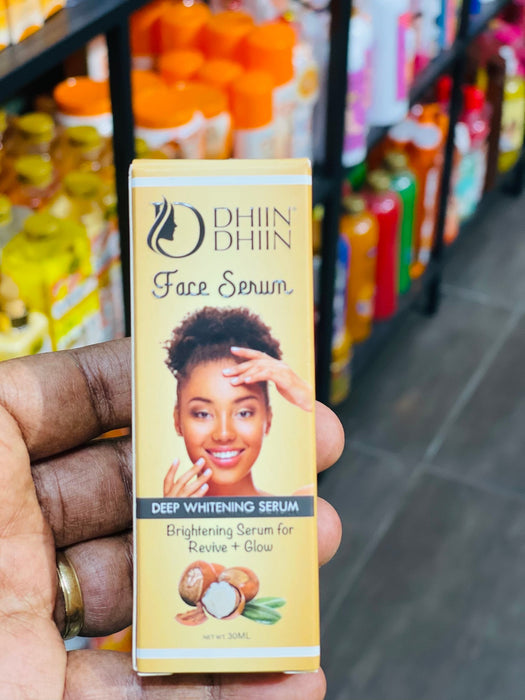 DHIIN
DHIIN
Face Serum
DEEP WHITENING SERUM
Brightening Serum for
Revive + Glow
NET WT. 30ML